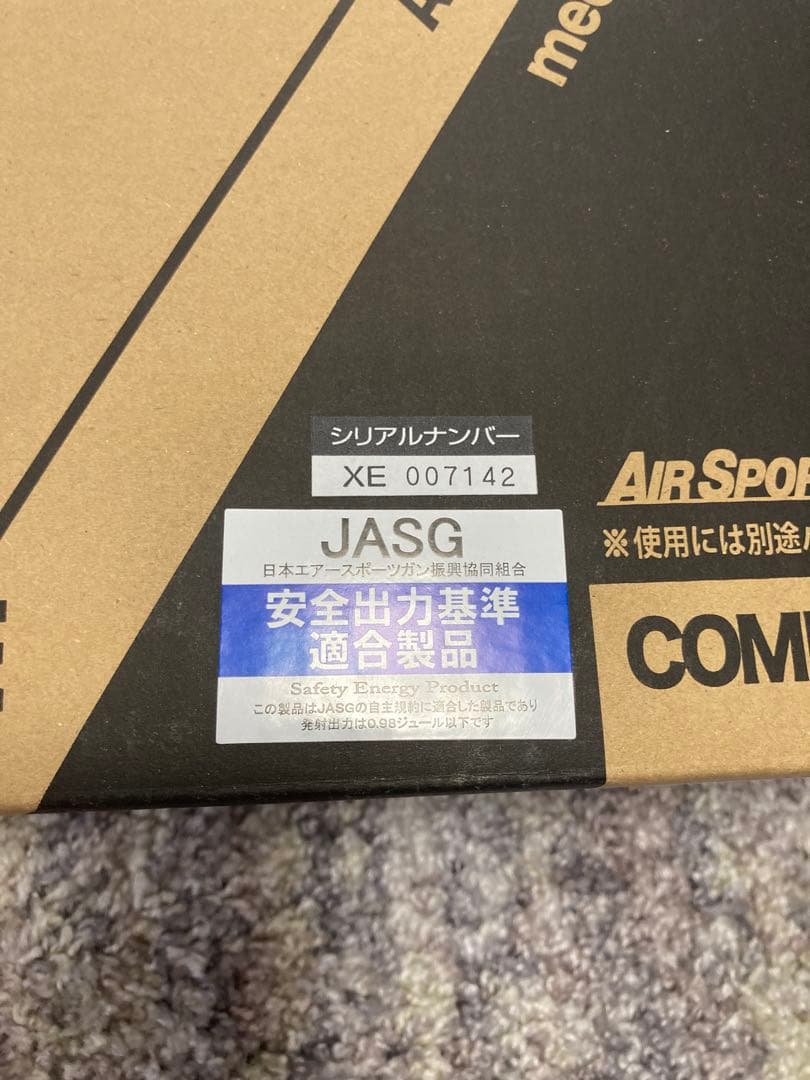 シリアルナンバー
XE 007142
JASG
日本エアースポーツガン振興協同組合
安全出力基準
適合製品
Safety Energy Product
この製品はJASGの自主規約に適合した製品であり
発射出力は0.98ジュール以下です
AIR SPOR
※使用には別途
COM